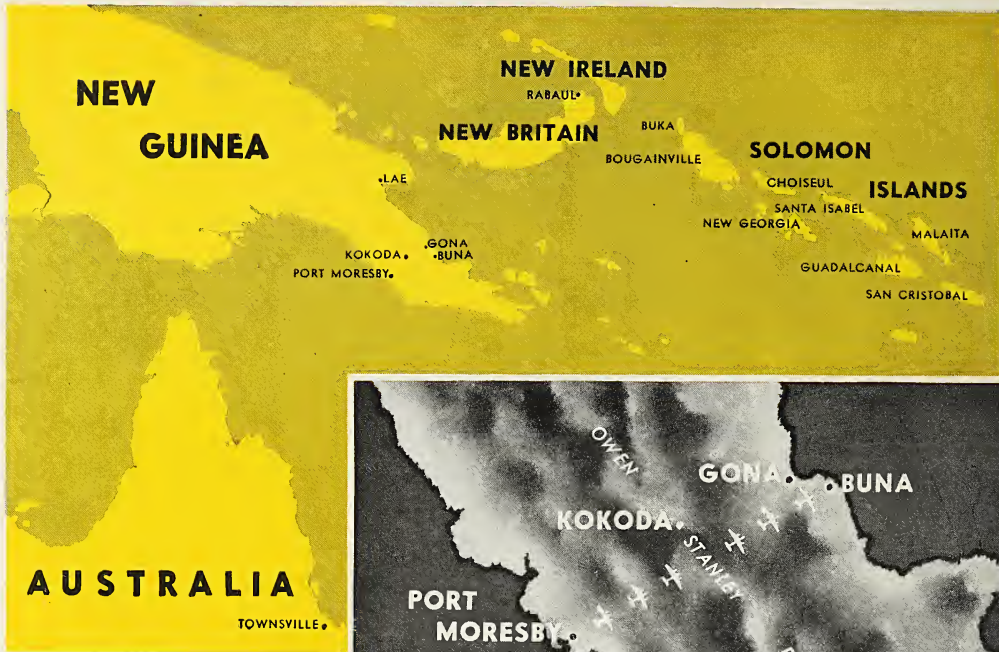 NEW
GUINEA
NEW IRELAND
RABAUL
NEW BRITAIN
BUKA
BOUGAINVILLE
SOLOMON
ISLANDS
CHOISEUL
SANTA ISABEL
NEW GEORGIA
MALAITA
GUADALCANAL
SAN CRISTOBAL
LAE
GONA
BUNA
KOKODA
PORT MORESBY
AUSTRALIA
TOWNSVILLE
OWEN
STANLEY
GONA
BUNA
KOKODA
PORT
MORESBY